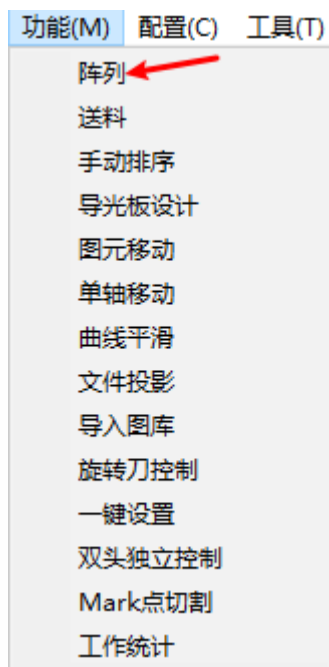 功能(M) 配置(C) 工具(T)
阵列
送料
手动排序
导光板设计
图元移动
单轴移动
曲线平滑
文件投影
导入图库
旋转刀控制
一键设置
双头独立控制
Mark点切割
工作统计